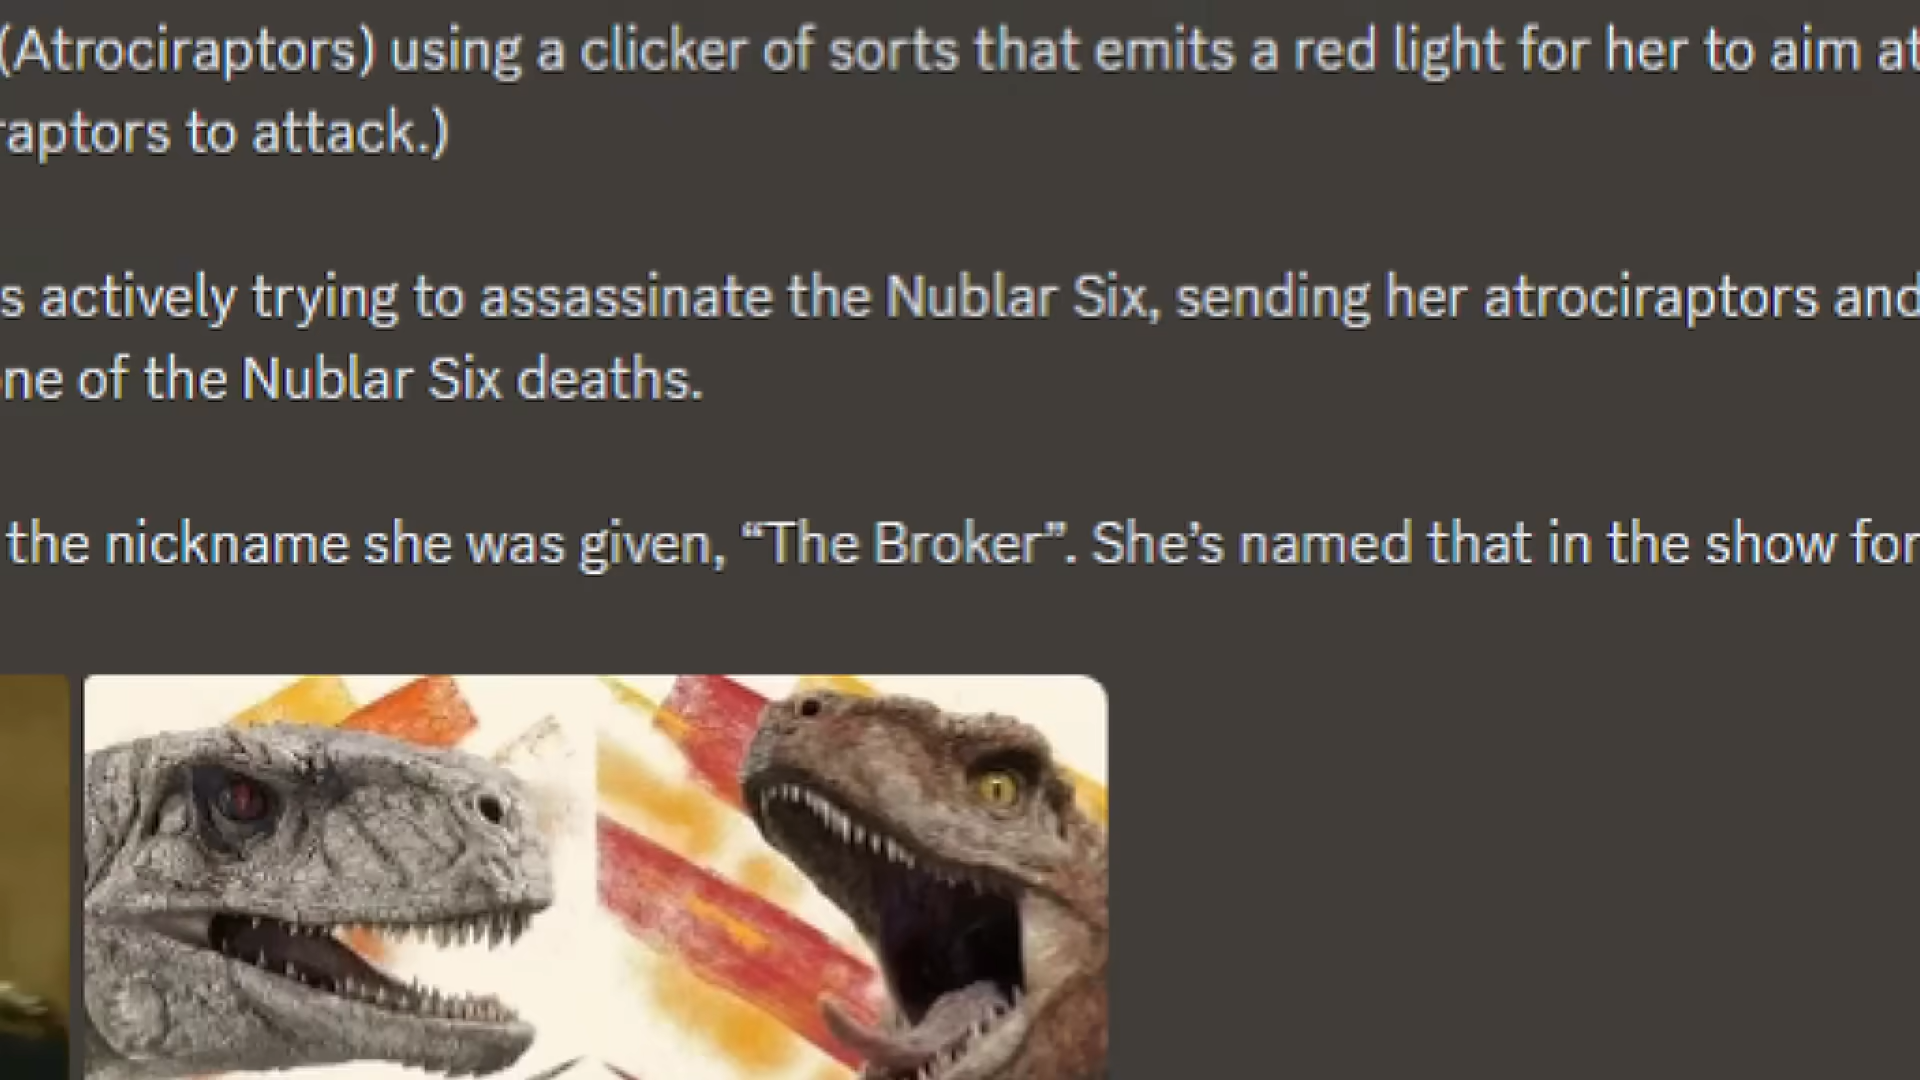 (Atrociraptors) using a clicker of sorts that emits a red light for her to aim at
raptors to attack.)
s actively trying to assassinate the Nublar Six, sending her atrociraptors and
ne of the Nublar Six deaths.
the nickname she was given, “The Broker”. She’s named that in the show for